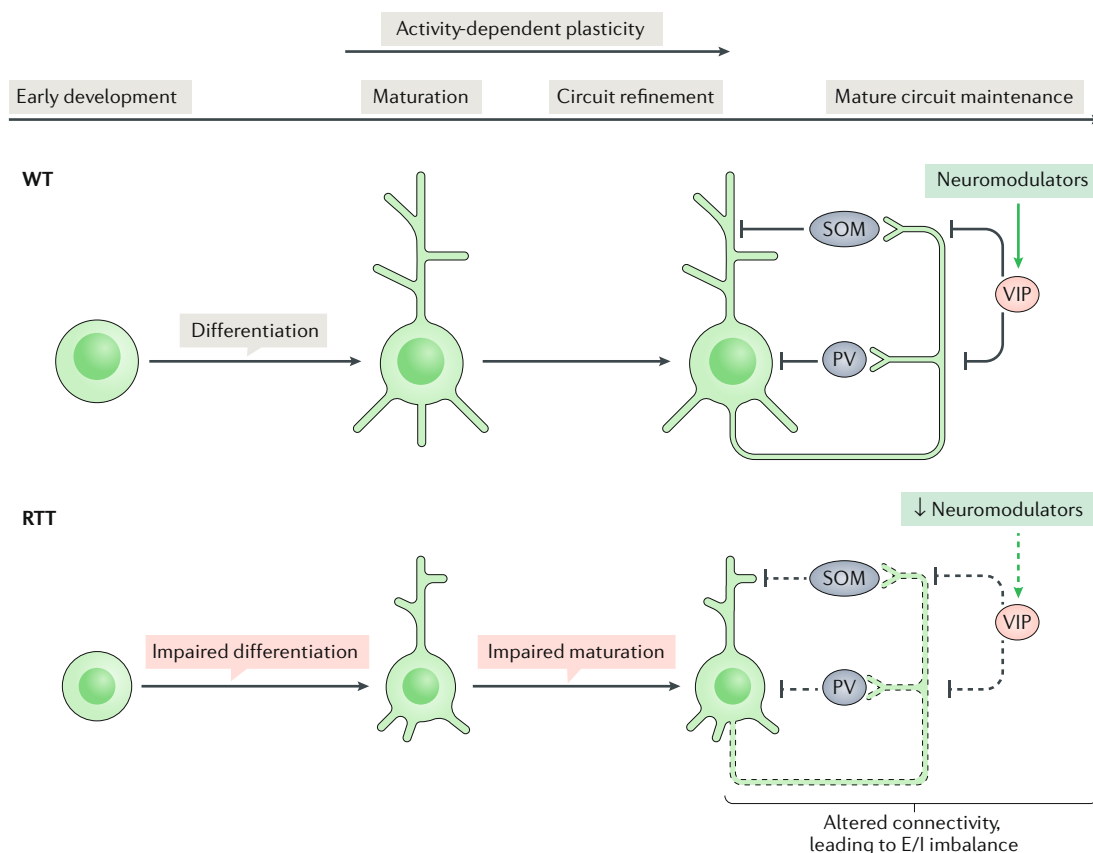 Activity-dependent plasticity
Early development
Maturation
Circuit refinement
Mature circuit maintenance
WT
Neuromodulators
SOM
VIP
Differentiation
PV
RTT
↓ Neuromodulators
SOM
VIP
Impaired differentiation
Impaired maturation
PV
Altered connectivity,
leading to E/I imbalance